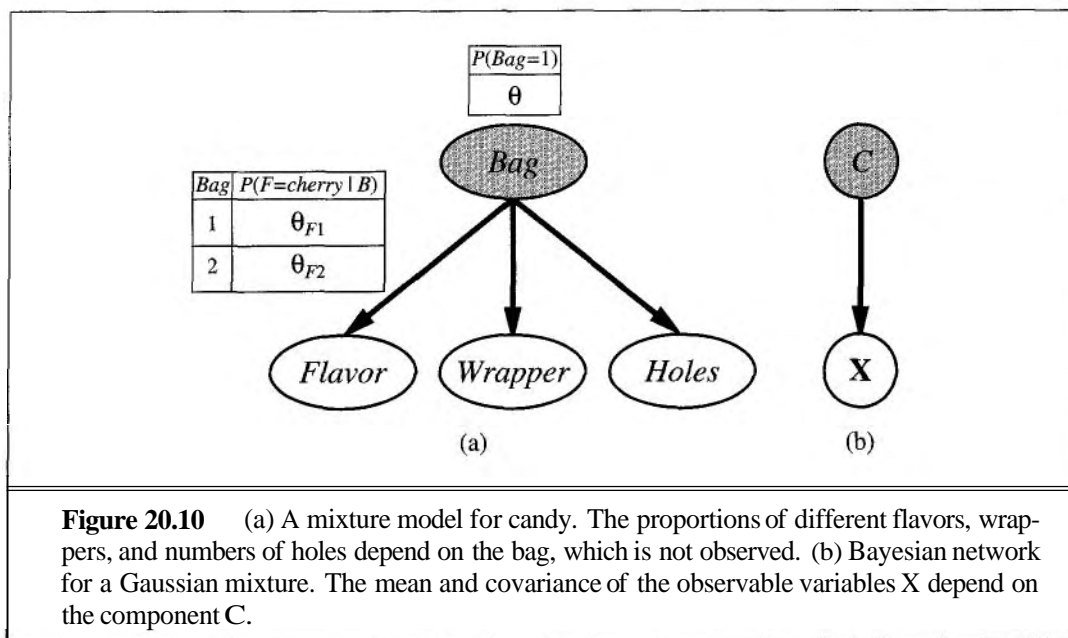 P(Bag=1)
θ
Bag
C
Bag P(F=cherry | B)
1 θF1
2 θF2
Flavor
Wrapper
Holes
X
(a)
(b)
Figure 20.10 (a) A mixture model for candy. The proportions of different flavors, wrap-
pers, and numbers of holes depend on the bag, which is not observed. (b) Bayesian network
for a Gaussian mixture. The mean and covariance of the observable variables X depend on
the component C.